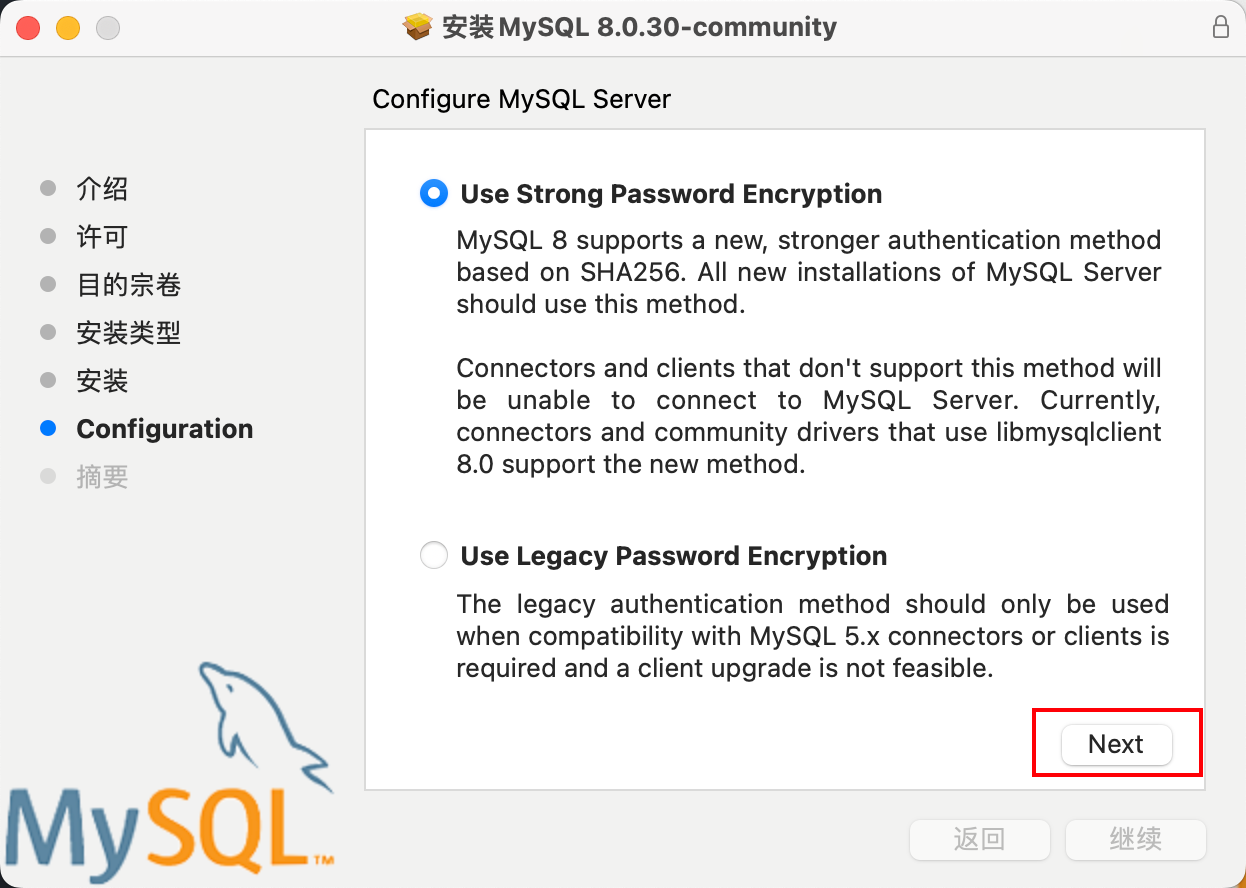 安装 MySQL 8.0.30-community
Configure MySQL Server
介绍
许可
目的宗卷
安装类型
安装
Configuration
摘要
Use Strong Password Encryption
MySQL 8 supports a new, stronger authentication method
based on SHA256. All new installations of MySQL Server
should use this method.
Connectors and clients that don't support this method will
be unable to connect to MySQL Server. Currently,
connectors and community drivers that use libmysqlclient
8.0 support the new method.
Use Legacy Password Encryption
The legacy authentication method should only be used
when compatibility with MySQL 5.x connectors or clients is
required and a client upgrade is not feasible.
Next
MySQL™
返回
继续